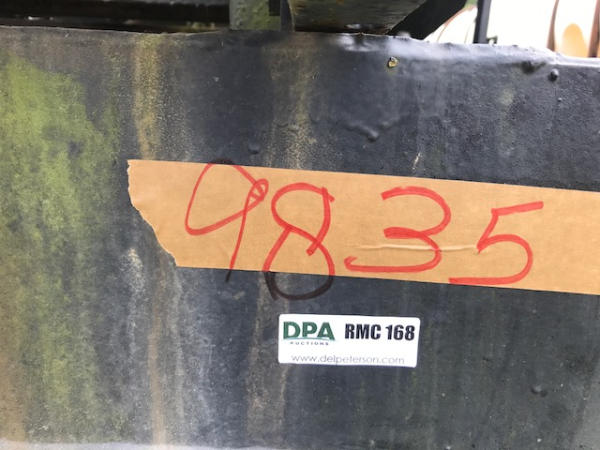 9835
DPA RMC 168
AUCTIONS
www.delpeterson.com